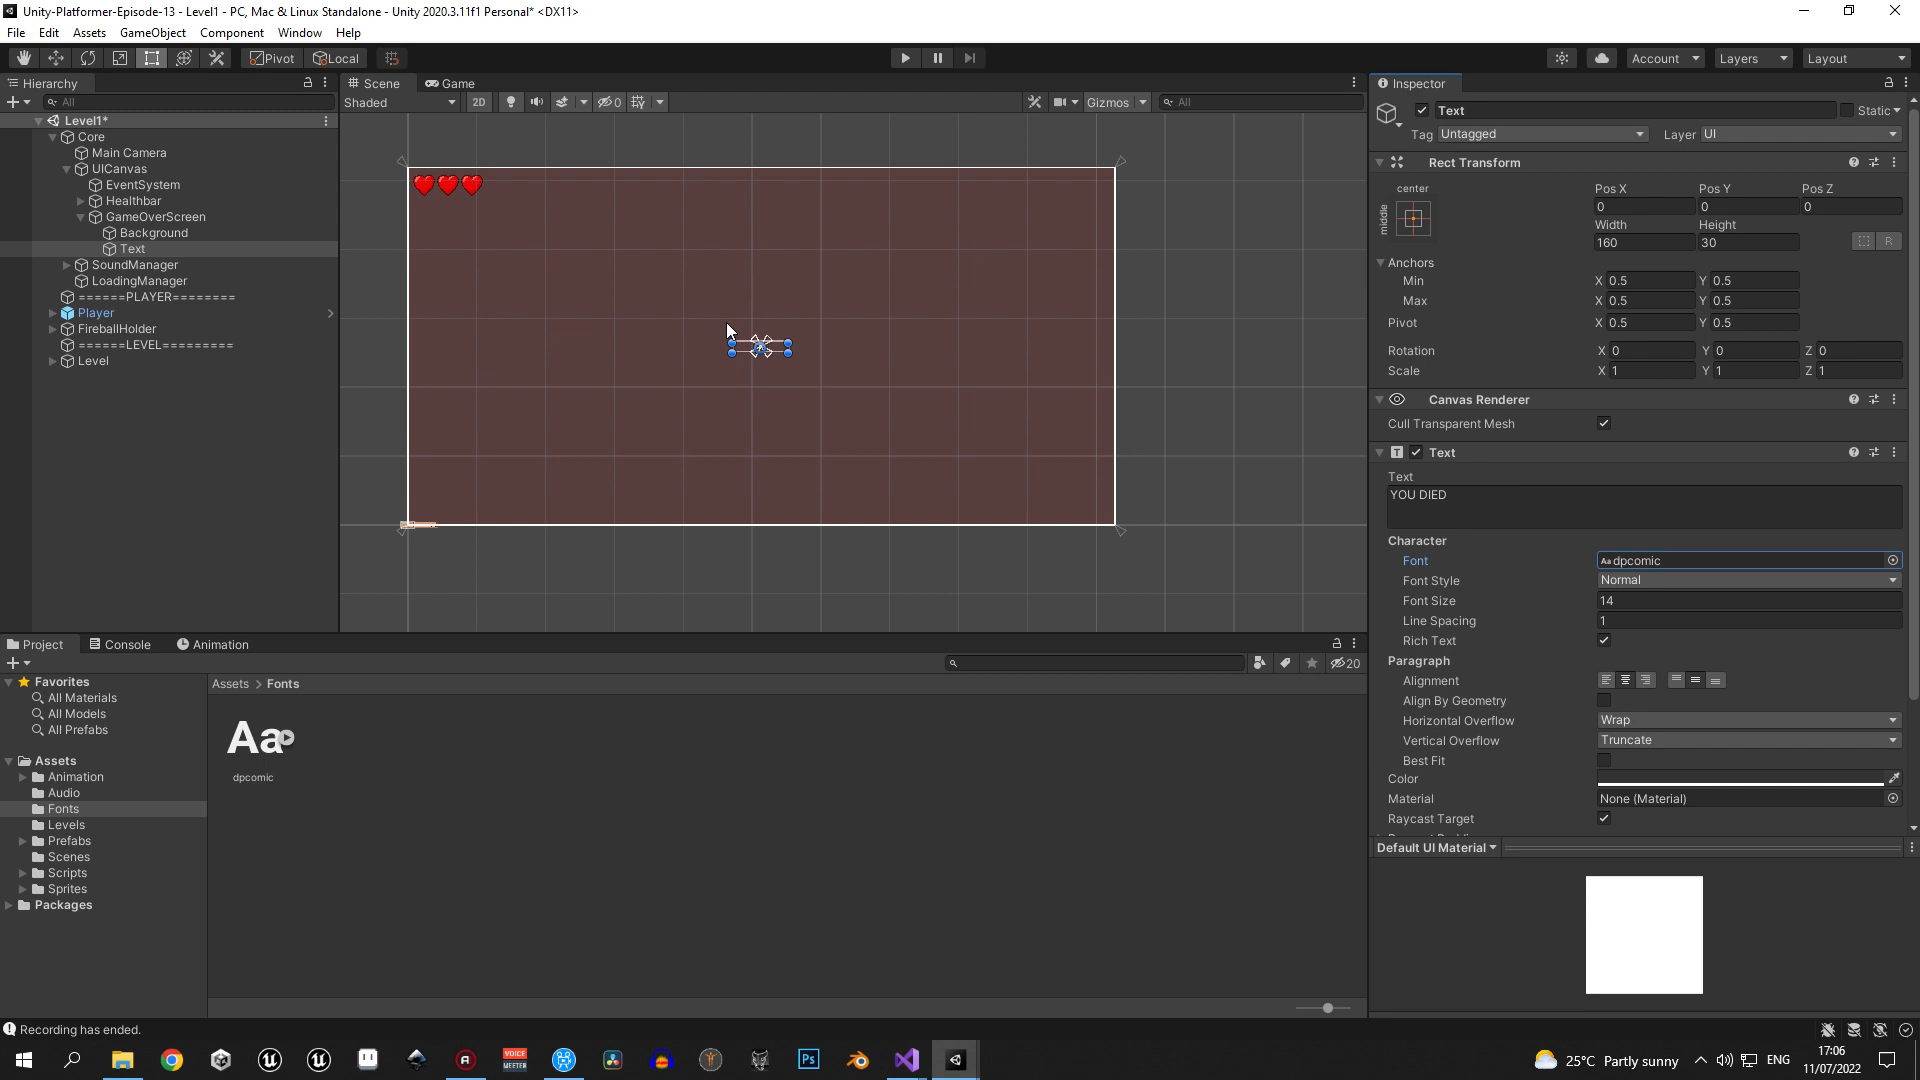 Unity-Platformer-Episode-13 - Level1 - PC, Mac & Linux Standalone - Unity 2020.3.11f1 Personal* <DX11>
File Edit Assets GameObject Component Window Help
Pivot Local Account Layers Layout
Hierarchy
All
Level1*
Core
Main Camera
UICanvas
EventSystem
Healthbar
GameOverScreen
Background
Text
SoundManager
LoadingManager
======PLAYER========
Player
FireballHolder
======LEVEL=========
Level
Scene Game
Shaded 2D 0 Gizmos All
Inspector
Text Static
Tag Untagged Layer UI
Rect Transform
center
middle
Pos X Pos Y Pos Z
0 0 0
Width Height
160 30 R
Anchors
Min X 0.5 Y 0.5
Max X 0.5 Y 0.5
Pivot X 0.5 Y 0.5
Rotation X 0 Y 0 Z 0
Scale X 1 Y 1 Z 1
Canvas Renderer
Cull Transparent Mesh
T Text
Text
YOU DIED
Character
Font Aa dpcomic
Font Style Normal
Font Size 14
Line Spacing 1
Rich Text
Paragraph
Alignment
Align By Geometry
Horizontal Overflow Wrap
Vertical Overflow Truncate
Best Fit
Color
Material None (Material)
Raycast Target
Default UI Material
Project Console Animation
20
Favorites
All Materials
All Models
All Prefabs
Assets
Animation
Audio
Fonts
Levels
Prefabs
Scenes
Scripts
Sprites
Packages
Assets > Fonts
Aa
dpcomic
Recording has ended.
VOICE
MEETER
Ps
25°C Partly sunny ENG
17:06
11/07/2022